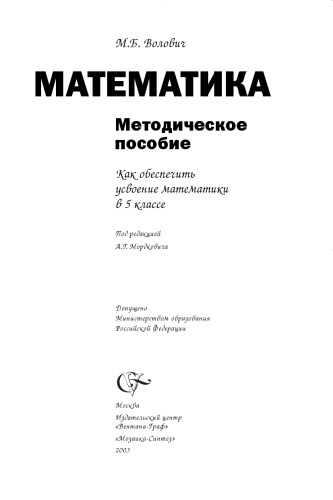 М.Б. Волович
МАТЕМАТИКА
Методическое
пособие
Как обеспечить
усвоение математики
в 5 классе
Под редакцией
А.Г. Мордковича
Допущено
Министерством образования
Российской Федерации
Москва
Издательский центр
«Вентана-Граф»
«Мозаика-Синтез»
2003